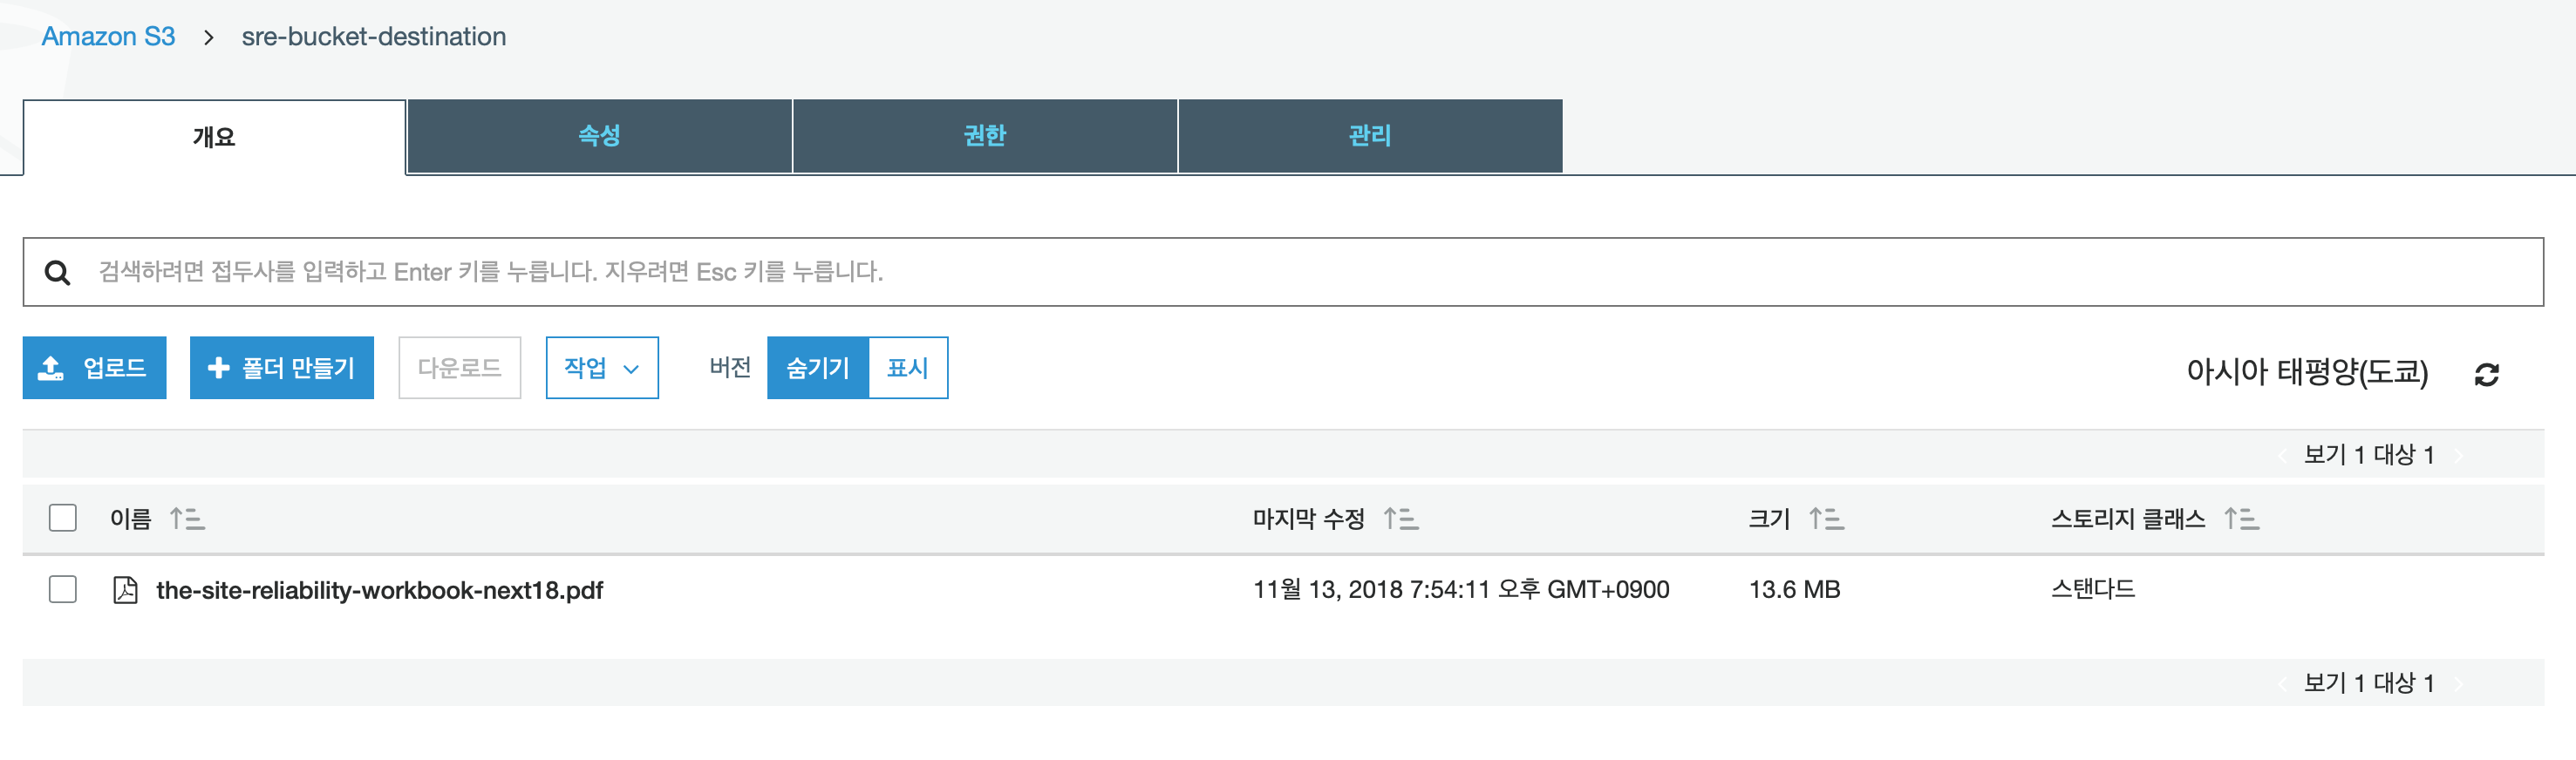 Amazon S3 > sre-bucket-destination
개요 속성 권한 관리
검색하려면 접두사를 입력하고 Enter 키를 누릅니다. 지우려면 Esc 키를 누릅니다.
업로드 + 폴더 만들기 다운로드 작업 버전 숨기기 표시 아시아 태평양(도쿄)
보기 1 대상 1
이름 마지막 수정 크기 스토리지 클래스
the-site-reliability-workbook-next18.pdf 11월 13, 2018 7:54:11 오후 GMT+0900 13.6 MB 스탠다드
보기 1 대상 1